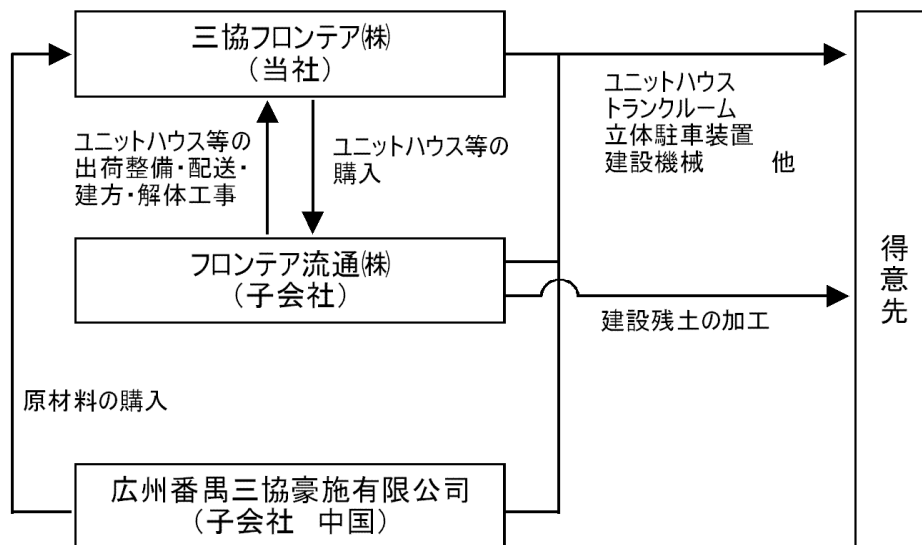 三協フロンテア㈱
（当社）
ユニットハウス等の
出荷整備・配送・
建方・解体工事
ユニットハウス等の
購入
ユニットハウス
トランクルーム
立体駐車装置
建設機械　　他
フロンテア流通㈱
（子会社）
建設残土の加工
得意先
原材料の購入
広州番禺三協豪施有限公司
（子会社　中国）